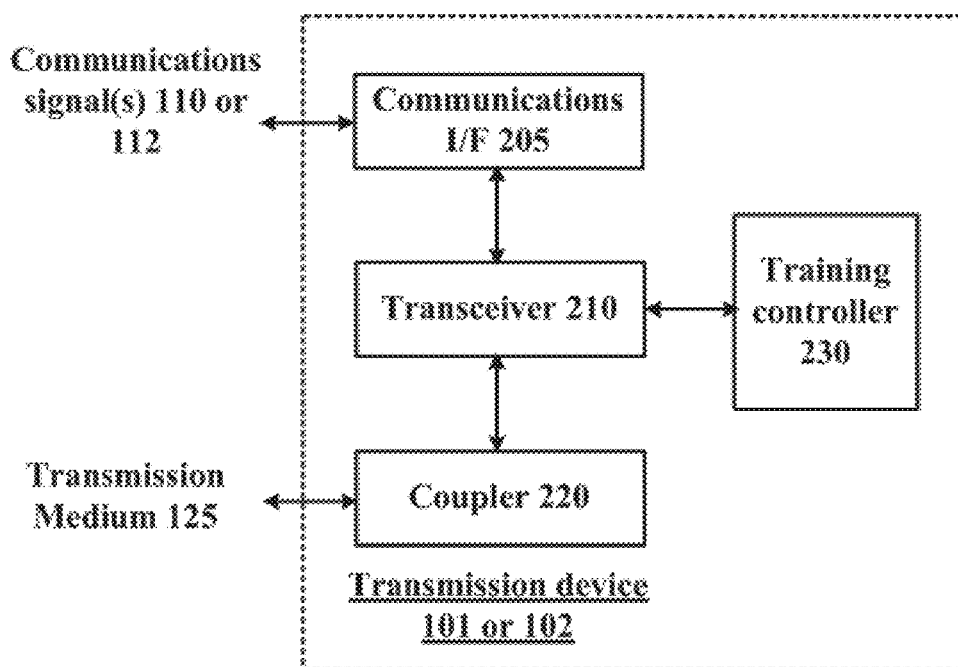 Communications
signal(s) 110 or
112
Communications
I/F 205
Transceiver 210
Training
controller
230
Transmission
Medium 125
Coupler 220
Transmission device
101 or 102